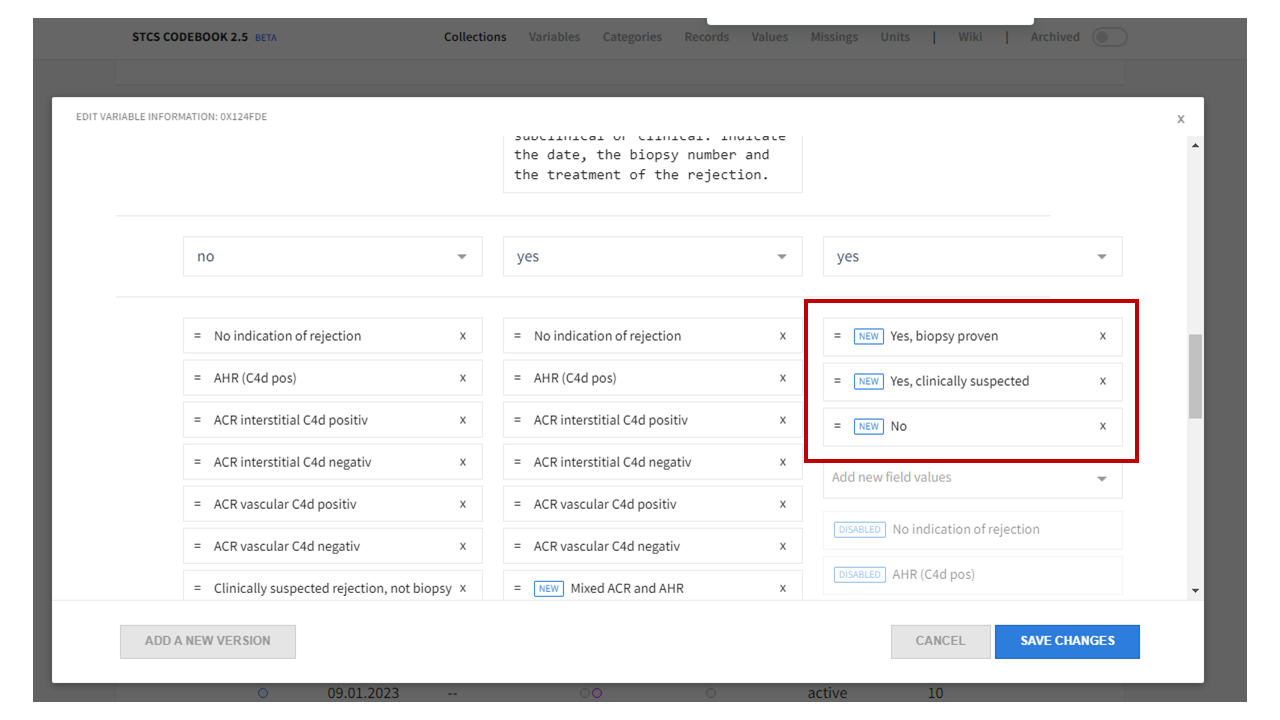 STCS CODEBOOK 2.5 BETA Collections Variables Categories Records Values Missings Units | Wiki | Archived
EDIT VARIABLE INFORMATION: 0X124FDE x
subclinical or clinical. Indicate
the date, the biopsy number and
the treatment of the rejection.
no yes yes
= No indication of rejection x = No indication of rejection x = NEW Yes, biopsy proven x
= AHR (C4d pos) x = AHR (C4d pos) x = NEW Yes, clinically suspected x
= ACR interstitial C4d positiv x = ACR interstitial C4d positiv x = NEW No x
= ACR interstitial C4d negativ x = ACR interstitial C4d negativ x Add new field values
= ACR vascular C4d positiv x = ACR vascular C4d positiv x DISABLED No indication of rejection
= ACR vascular C4d negativ x = ACR vascular C4d negativ x DISABLED AHR (C4d pos)
= Clinically suspected rejection, not biopsy x = NEW Mixed ACR and AHR x
ADD A NEW VERSION CANCEL SAVE CHANGES
09.01.2023 -- active 10